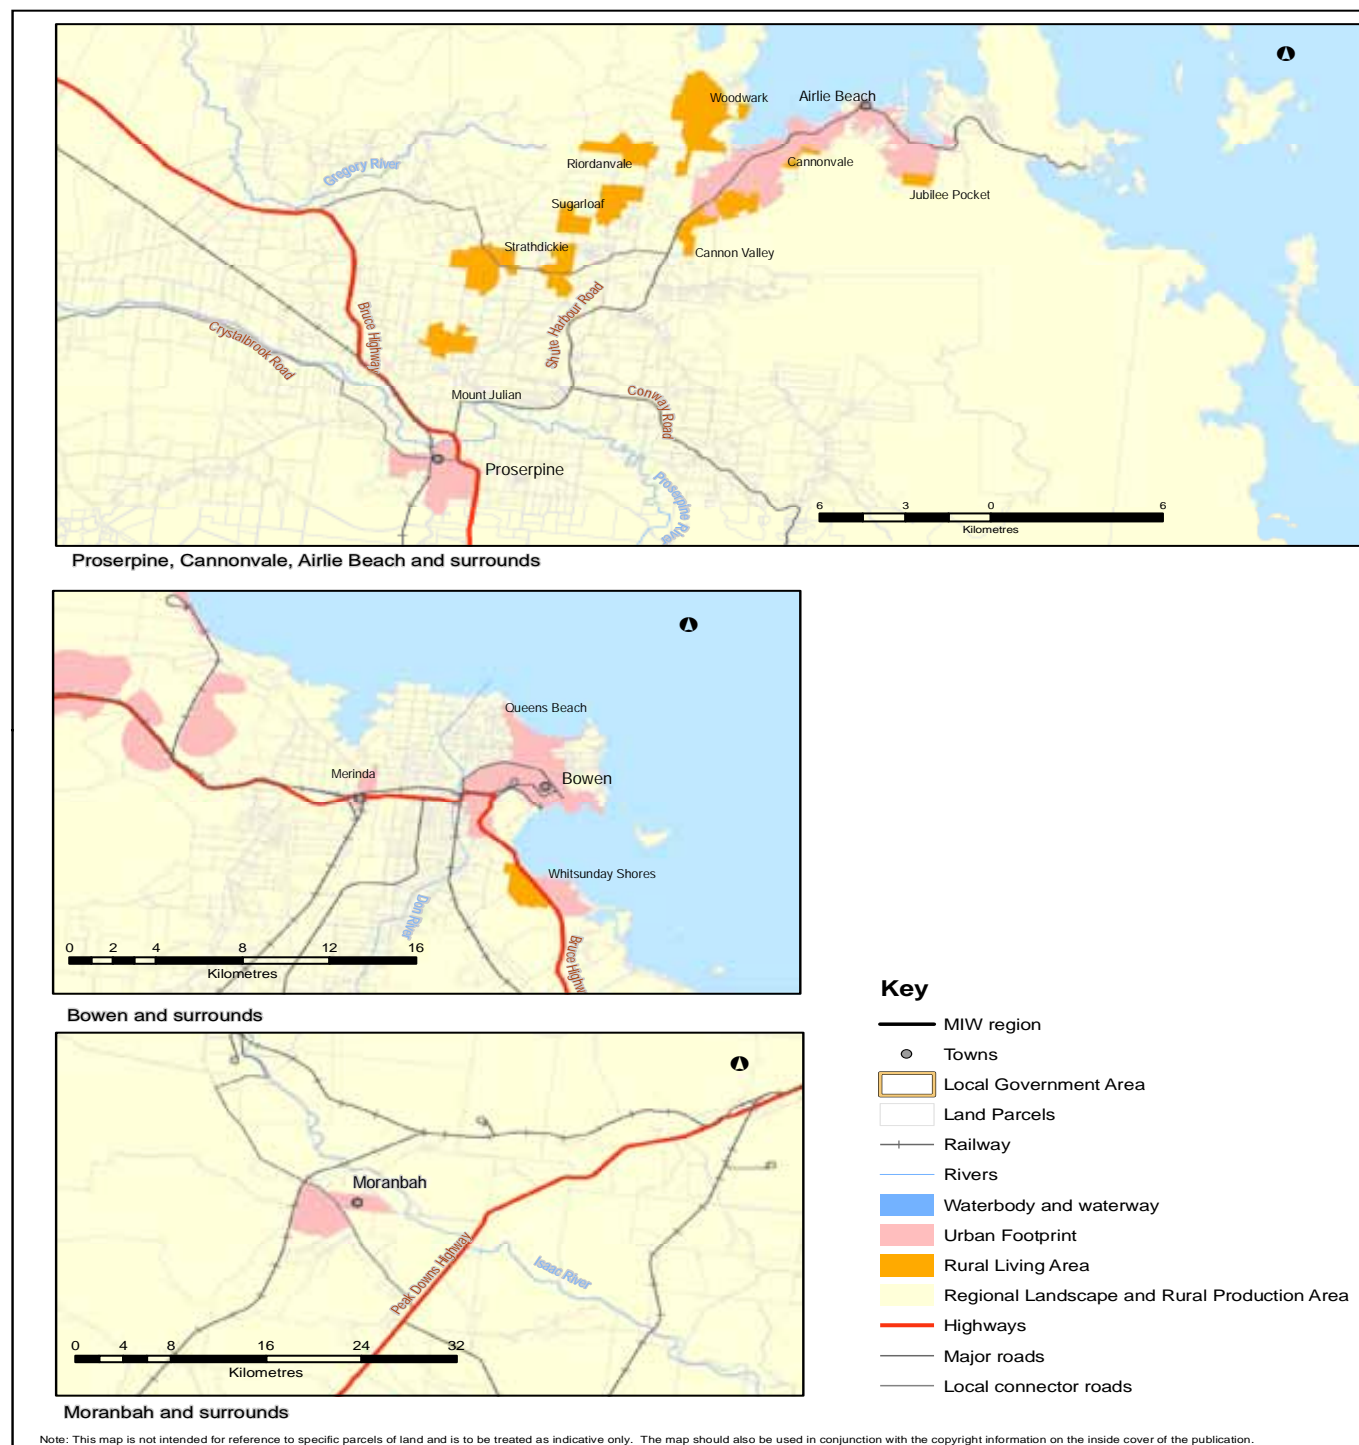 Woodwark
Airlie Beach
Gregory River
Riordanvale
Cannonvale
Jubilee Pocket
Sugarloaf
Strathdickie
Cannon Valley
Bruce Highway
Crystalbrook Road
Shute Harbour Road
Mount Julian
Conway Road
Proserpine
Proserpine River
6 3 0 6
Kilometres
Proserpine, Cannonvale, Airlie Beach and surrounds
Queens Beach
Merinda
Bowen
Whitsunday Shores
Don River
Bruce Highw
0 2 4 8 12 16
Kilometres
Bowen and surrounds
Moranbah
Isaac River
Peak Downs Highway
0 4 8 16 24 32
Kilometres
Moranbah and surrounds
Key
MIW region
Towns
Local Government Area
Land Parcels
Railway
Rivers
Waterbody and waterway
Urban Footprint
Rural Living Area
Regional Landscape and Rural Production Area
Highways
Major roads
Local connector roads
Note: This map is not intended for reference to specific parcels of land and is to be treated as indicative only. The map should also be used in conjunction with the copyright information on the inside cover of the publication.